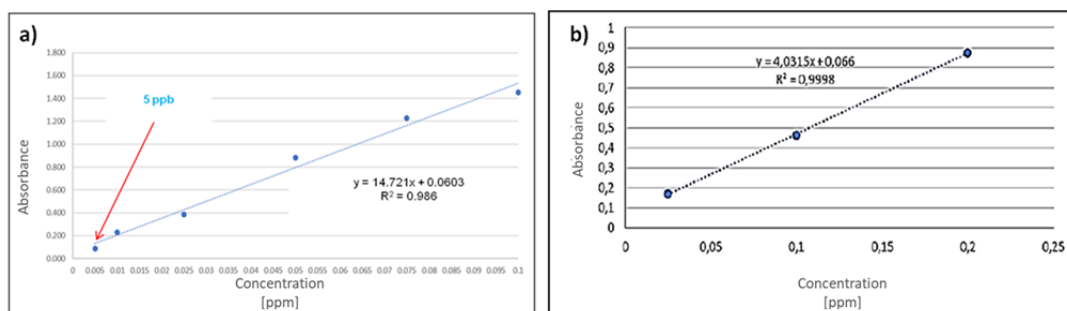 a)
1.800
1.600
1.400
1.200
1.000
0.800
0.600
0.400
0.200
0.000
Absorbance
5 ppb
y = 14.721x + 0.0603
R² = 0.986
0 0.005 0.01 0.015 0.02 0.025 0.03 0.035 0.04 0.045 0.05 0.055 0.06 0.065 0.07 0.075 0.08 0.085 0.09 0.095 0.1
Concentration
[ppm]
b)
1
0,9
0,8
0,7
0,6
0,5
0,4
0,3
0,2
0,1
0
Absorbance
y = 4,0315x + 0,066
R² = 0,9998
0 0,05 0,1 0,15 0,2 0,25
Concentration
[ppm]